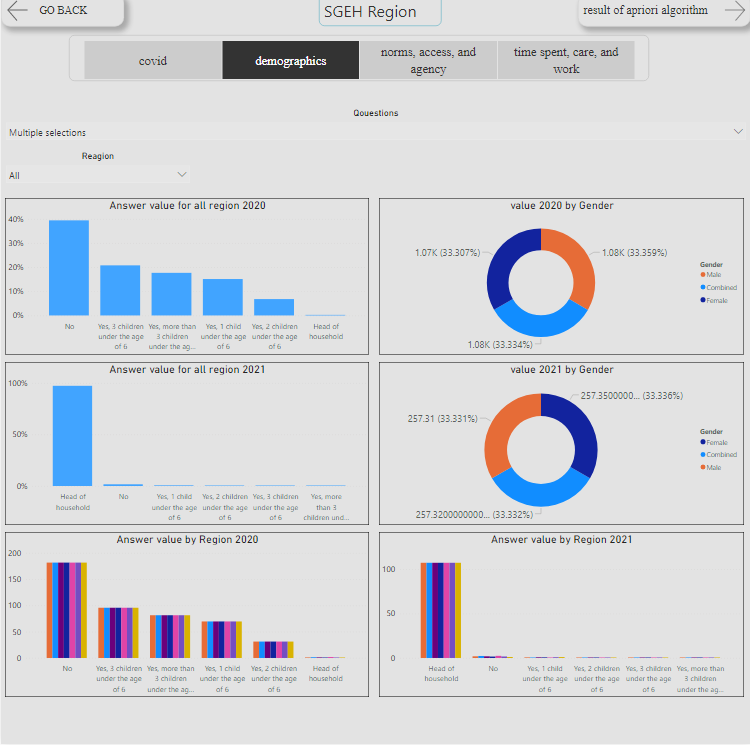 GO BACK
SGEH Region
result of apriori algorithm
covid
demographics
norms, access, and
agency
time spent, care, and
work
Qouestions
Multiple selections
Reagion
All
Answer value for all region 2020
40%
30%
20%
10%
0%
No
Yes, 3 children
under the age
of 6
Yes, more than
3 children
under the ag...
Yes, 1 child
under the age
of 6
Yes, 2 children
under the age
of 6
Head of
household
value 2020 by Gender
1.07K (33.307%)
1.08K (33.359%)
1.08K (33.334%)
Gender
Male
Combined
Female
Answer value for all region 2021
100%
50%
0%
Head of
household
No
Yes, 1 child
under the age
of 6
Yes, 2 children
under the age
of 6
Yes, 3 children
under the age
of 6
Yes, more
than 3
children und...
value 2021 by Gender
257.3500000... (33.336%)
257.31 (33.331%)
257.3200000000... (33.332%)
Gender
Female
Combined
Male
Answer value by Region 2020
200
150
100
50
0
No
Yes, 3 children
under the age
of 6
Yes, more than
3 children
under the ag...
Yes, 1 child
under the age
of 6
Yes, 2 children
under the age
of 6
Head of
household
Answer value by Region 2021
100
50
0
Head of
household
No
Yes, 1 child
under the age
of 6
Yes, 2 children
under the age
of 6
Yes, 3 children
under the age
of 6
Yes, more than
3 children
under the ag...